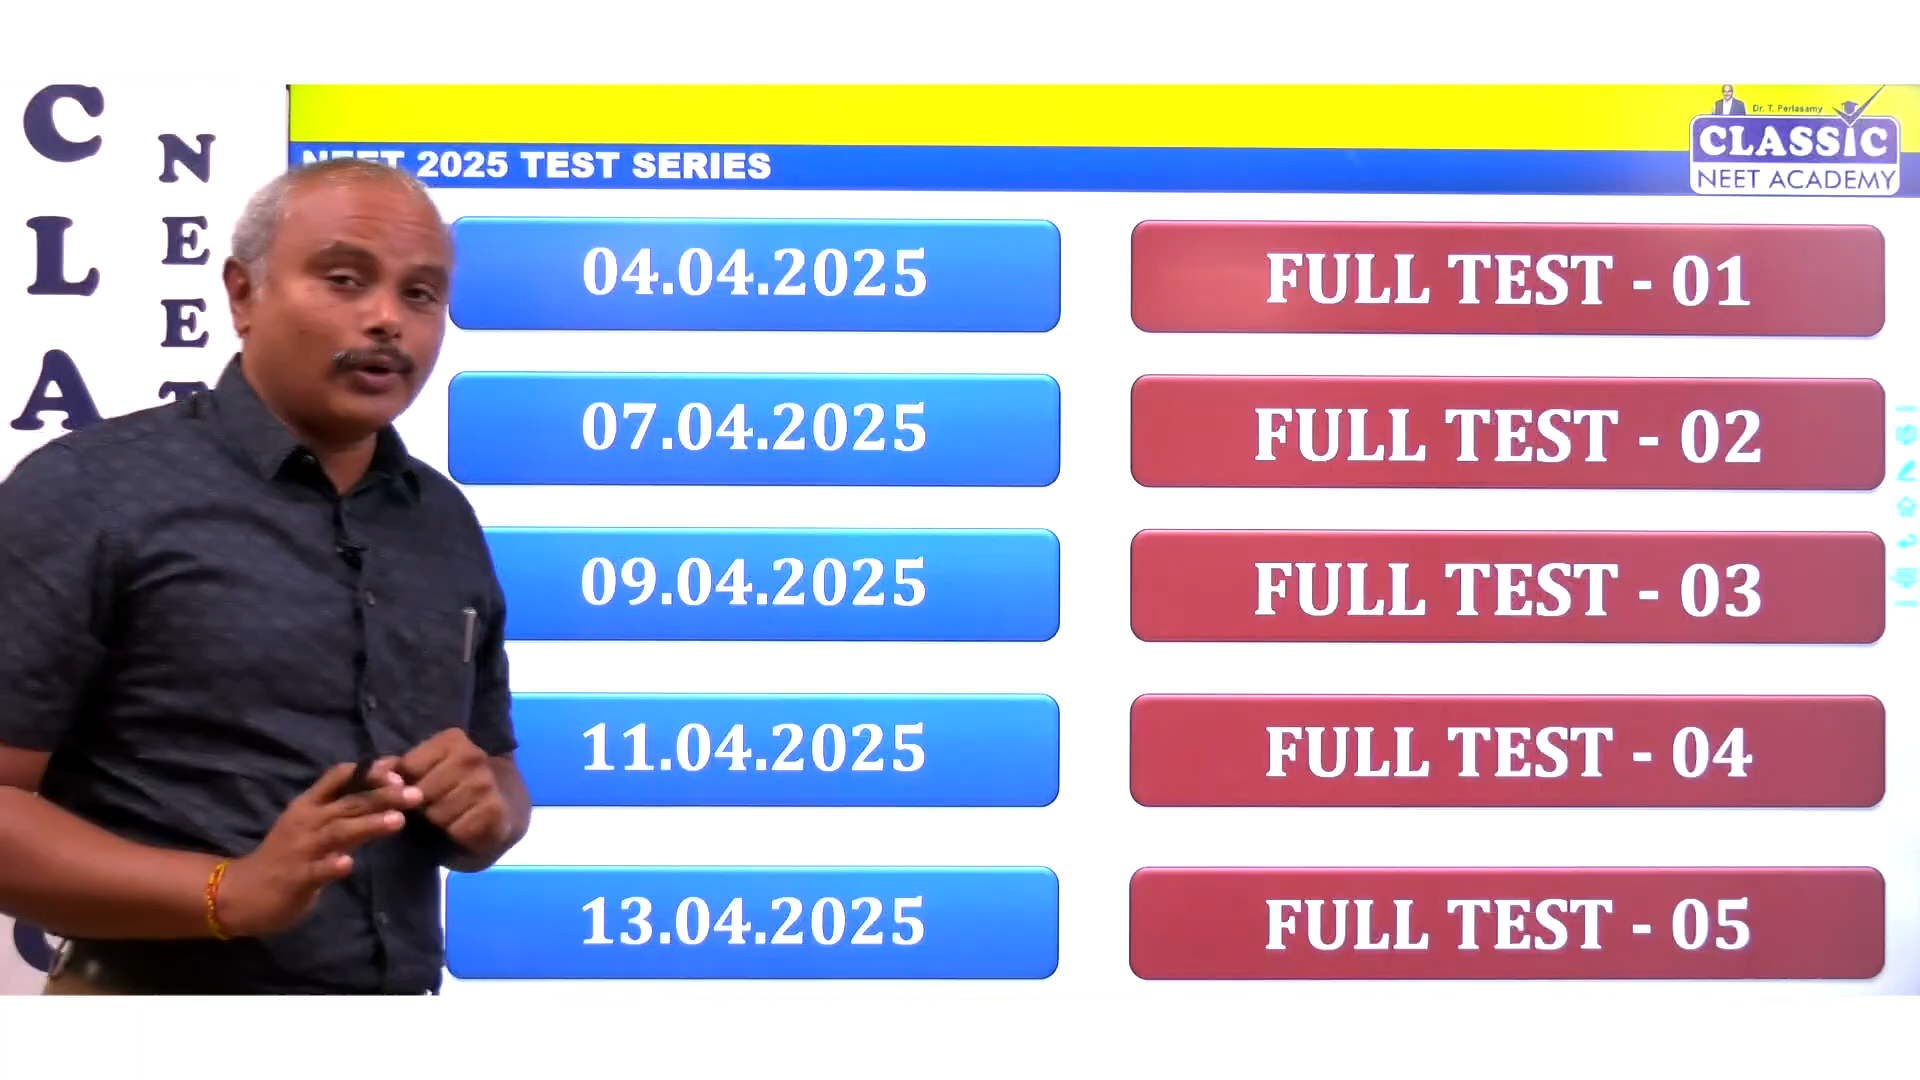 C
L
A
N
E
E
T
NEET 2025 TEST SERIES
Dr. T. Periasamy
CLASSIC
NEET ACADEMY
04.04.2025 FULL TEST - 01
07.04.2025 FULL TEST - 02
09.04.2025 FULL TEST - 03
11.04.2025 FULL TEST - 04
13.04.2025 FULL TEST - 05